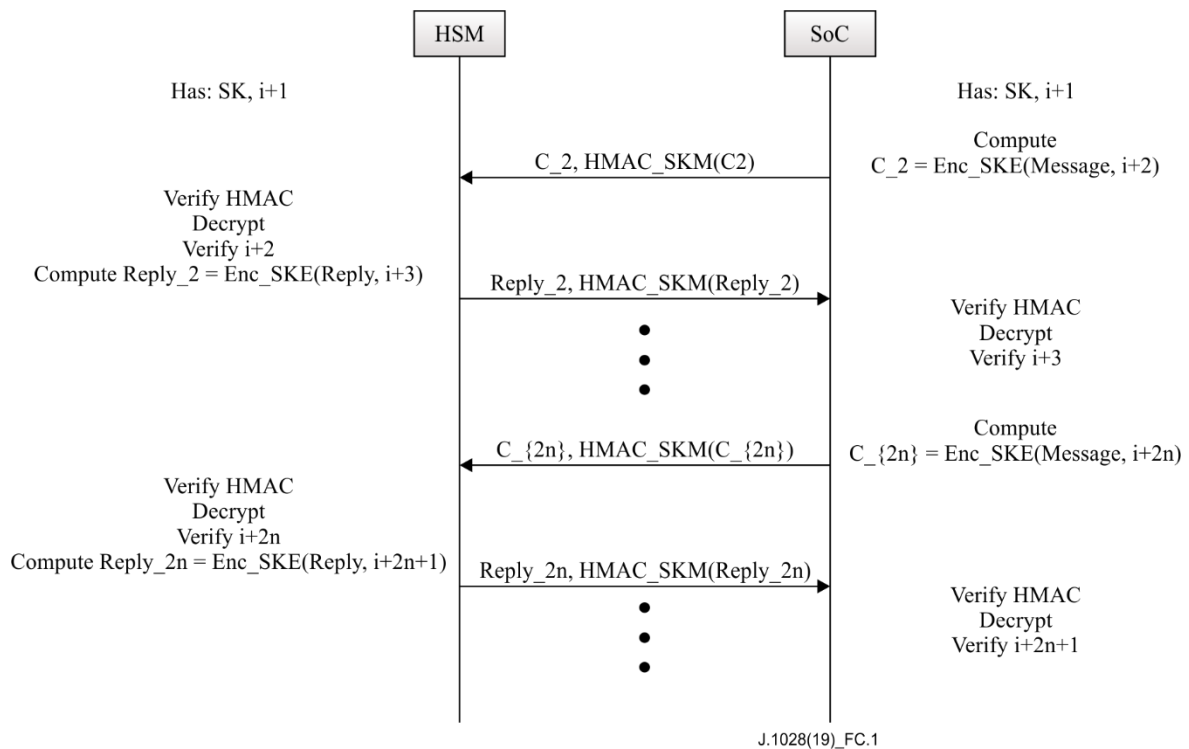 HSM
SoC
Has: SK, i+1
Has: SK, i+1
Compute
C_2 = Enc_SKE(Message, i+2)
C_2, HMAC_SKM(C2)
Verify HMAC
Decrypt
Verify i+2
Compute Reply_2 = Enc_SKE(Reply, i+3)
Reply_2, HMAC_SKM(Reply_2)
Verify HMAC
Decrypt
Verify i+3
Compute
C_{2n} = Enc_SKE(Message, i+2n)
C_{2n}, HMAC_SKM(C_{2n})
Verify HMAC
Decrypt
Verify i+2n
Compute Reply_2n = Enc_SKE(Reply, i+2n+1)
Reply_2n, HMAC_SKM(Reply_2n)
Verify HMAC
Decrypt
Verify i+2n+1
J.1028(19)_FC.1